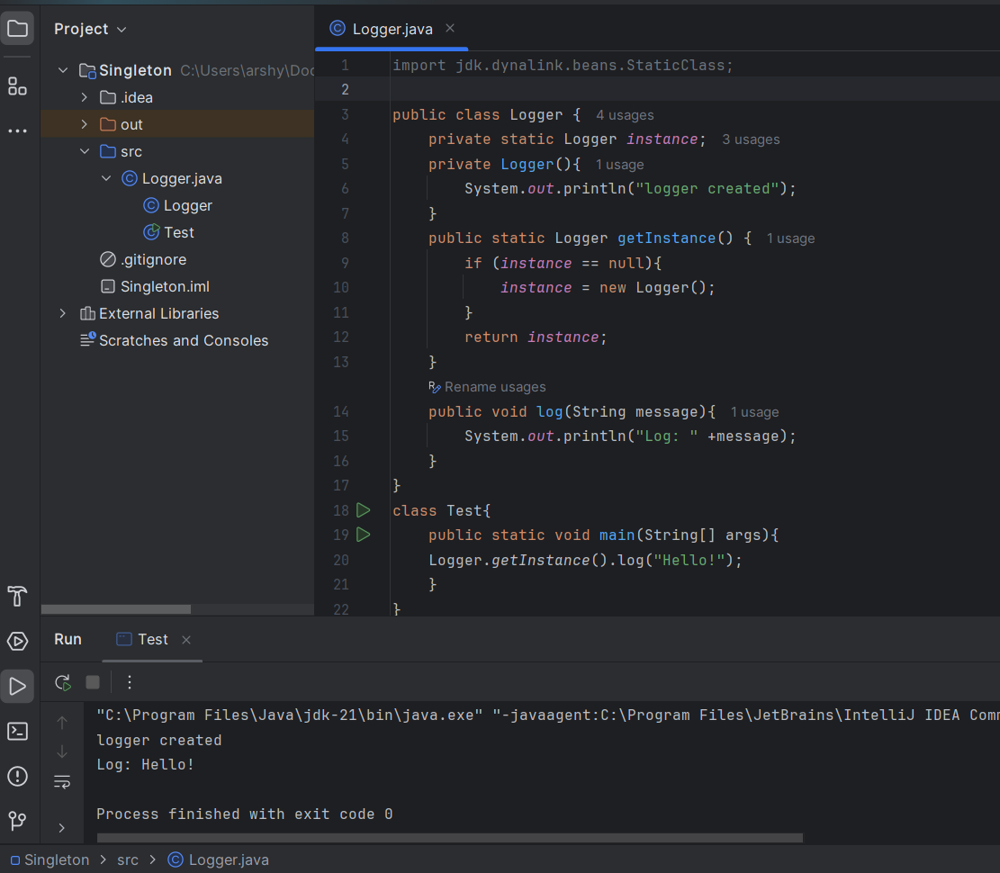 Project
Singleton C:\Users\arshy\Doc
.idea
out
src
Logger.java
Logger
Test
.gitignore
Singleton.iml
External Libraries
Scratches and Consoles
Logger.java
1 import jdk.dynalink.beans.StaticClass;
2
3 public class Logger { 4 usages
4 private static Logger instance; 3 usages
5 private Logger(){ 1 usage
6 System.out.println("logger created");
7 }
8 public static Logger getInstance() { 1 usage
9 if (instance == null){
10 instance = new Logger();
11 }
12 return instance;
13 }
Rename usages
14 public void log(String message){ 1 usage
15 System.out.println("Log: " +message);
16 }
17 }
18 class Test{
19 public static void main(String[] args){
20 Logger.getInstance().log("Hello!");
21 }
22 }
Run Test
"C:\Program Files\Java\jdk-21\bin\java.exe" "-javaagent:C:\Program Files\JetBrains\IntelliJ IDEA Comm
logger created
Log: Hello!
Process finished with exit code 0
Singleton > src > Logger.java